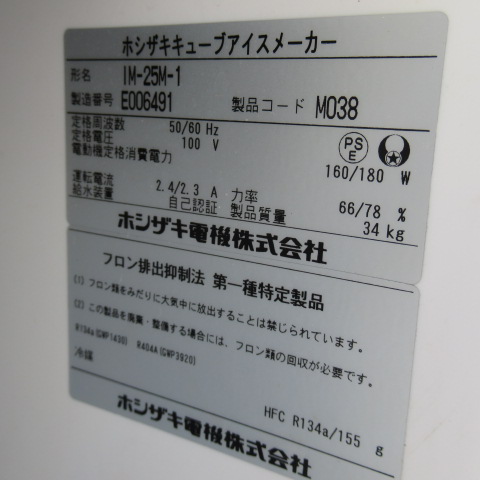 ホシザキキューブアイスメーカー
形名 IM-25M-1
製造番号 E006491 製品コード M038
定格周波数 50/60 Hz
定格電圧 100 V
電動機定格消費電力 160/180 W
PS E
運転電流 2.4/2.3 A 力率 66/78 %
給水装置 自己認証 製品質量 34 kg
ホシザキ電機株式会社
フロン排出抑制法 第一種特定製品
(1) フロン類をみだりに大気中に放出することは禁じられています。
(2) この製品を廃棄・整備する場合には、フロン類の回収が必要です。
R134a(GWP1430) R404A(GWP3920)
冷媒 HFC R134a/155 g
ホシザキ電機株式会社